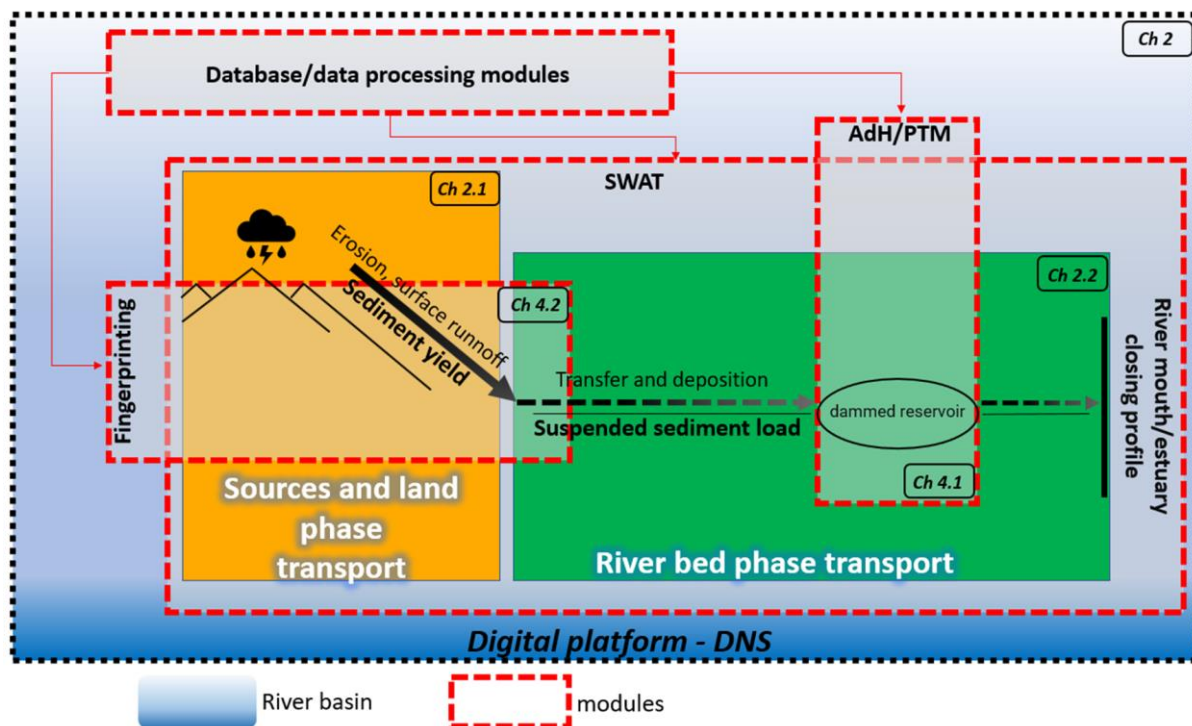 Ch 2
Database/data processing modules
AdH/PTM
SWAT
Ch 2.1
Erosion, surface runnoff
Sediment yield
Ch 2.2
Ch 4.2
Fingerprinting
Transfer and deposition
Suspended sediment load
dammed reservoir
River mouth/estuary
closing profile
Ch 4.1
Sources and land
phase
transport
River bed phase transport
Digital platform - DNS
River basin
modules